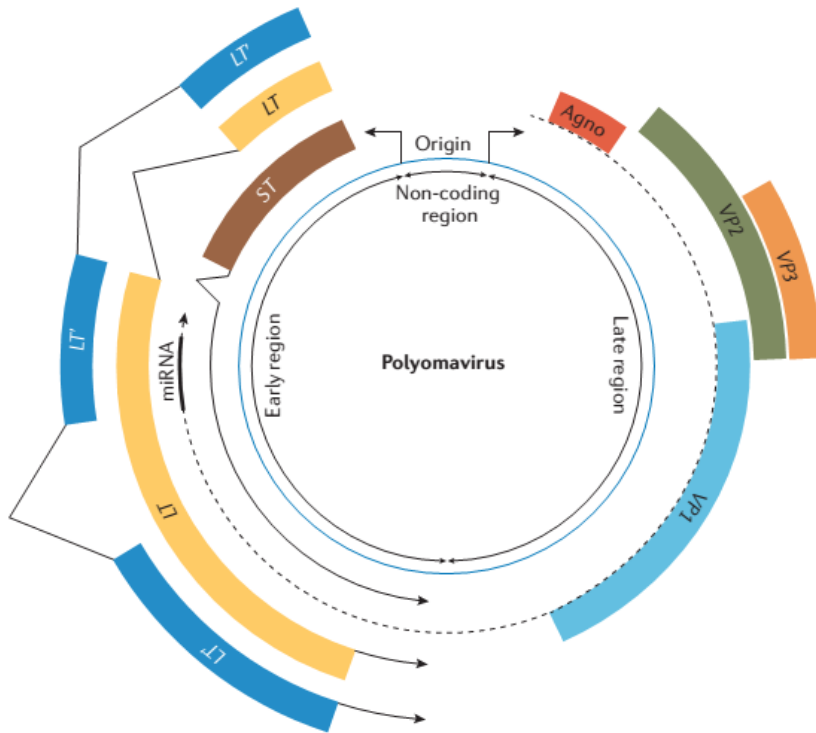 LT'
LT
ST
Origin
Non-coding
region
Agno
VP2
VP3
LT'
miRNA
Early region
Polyomavirus
Late region
LT
VP1
LT'